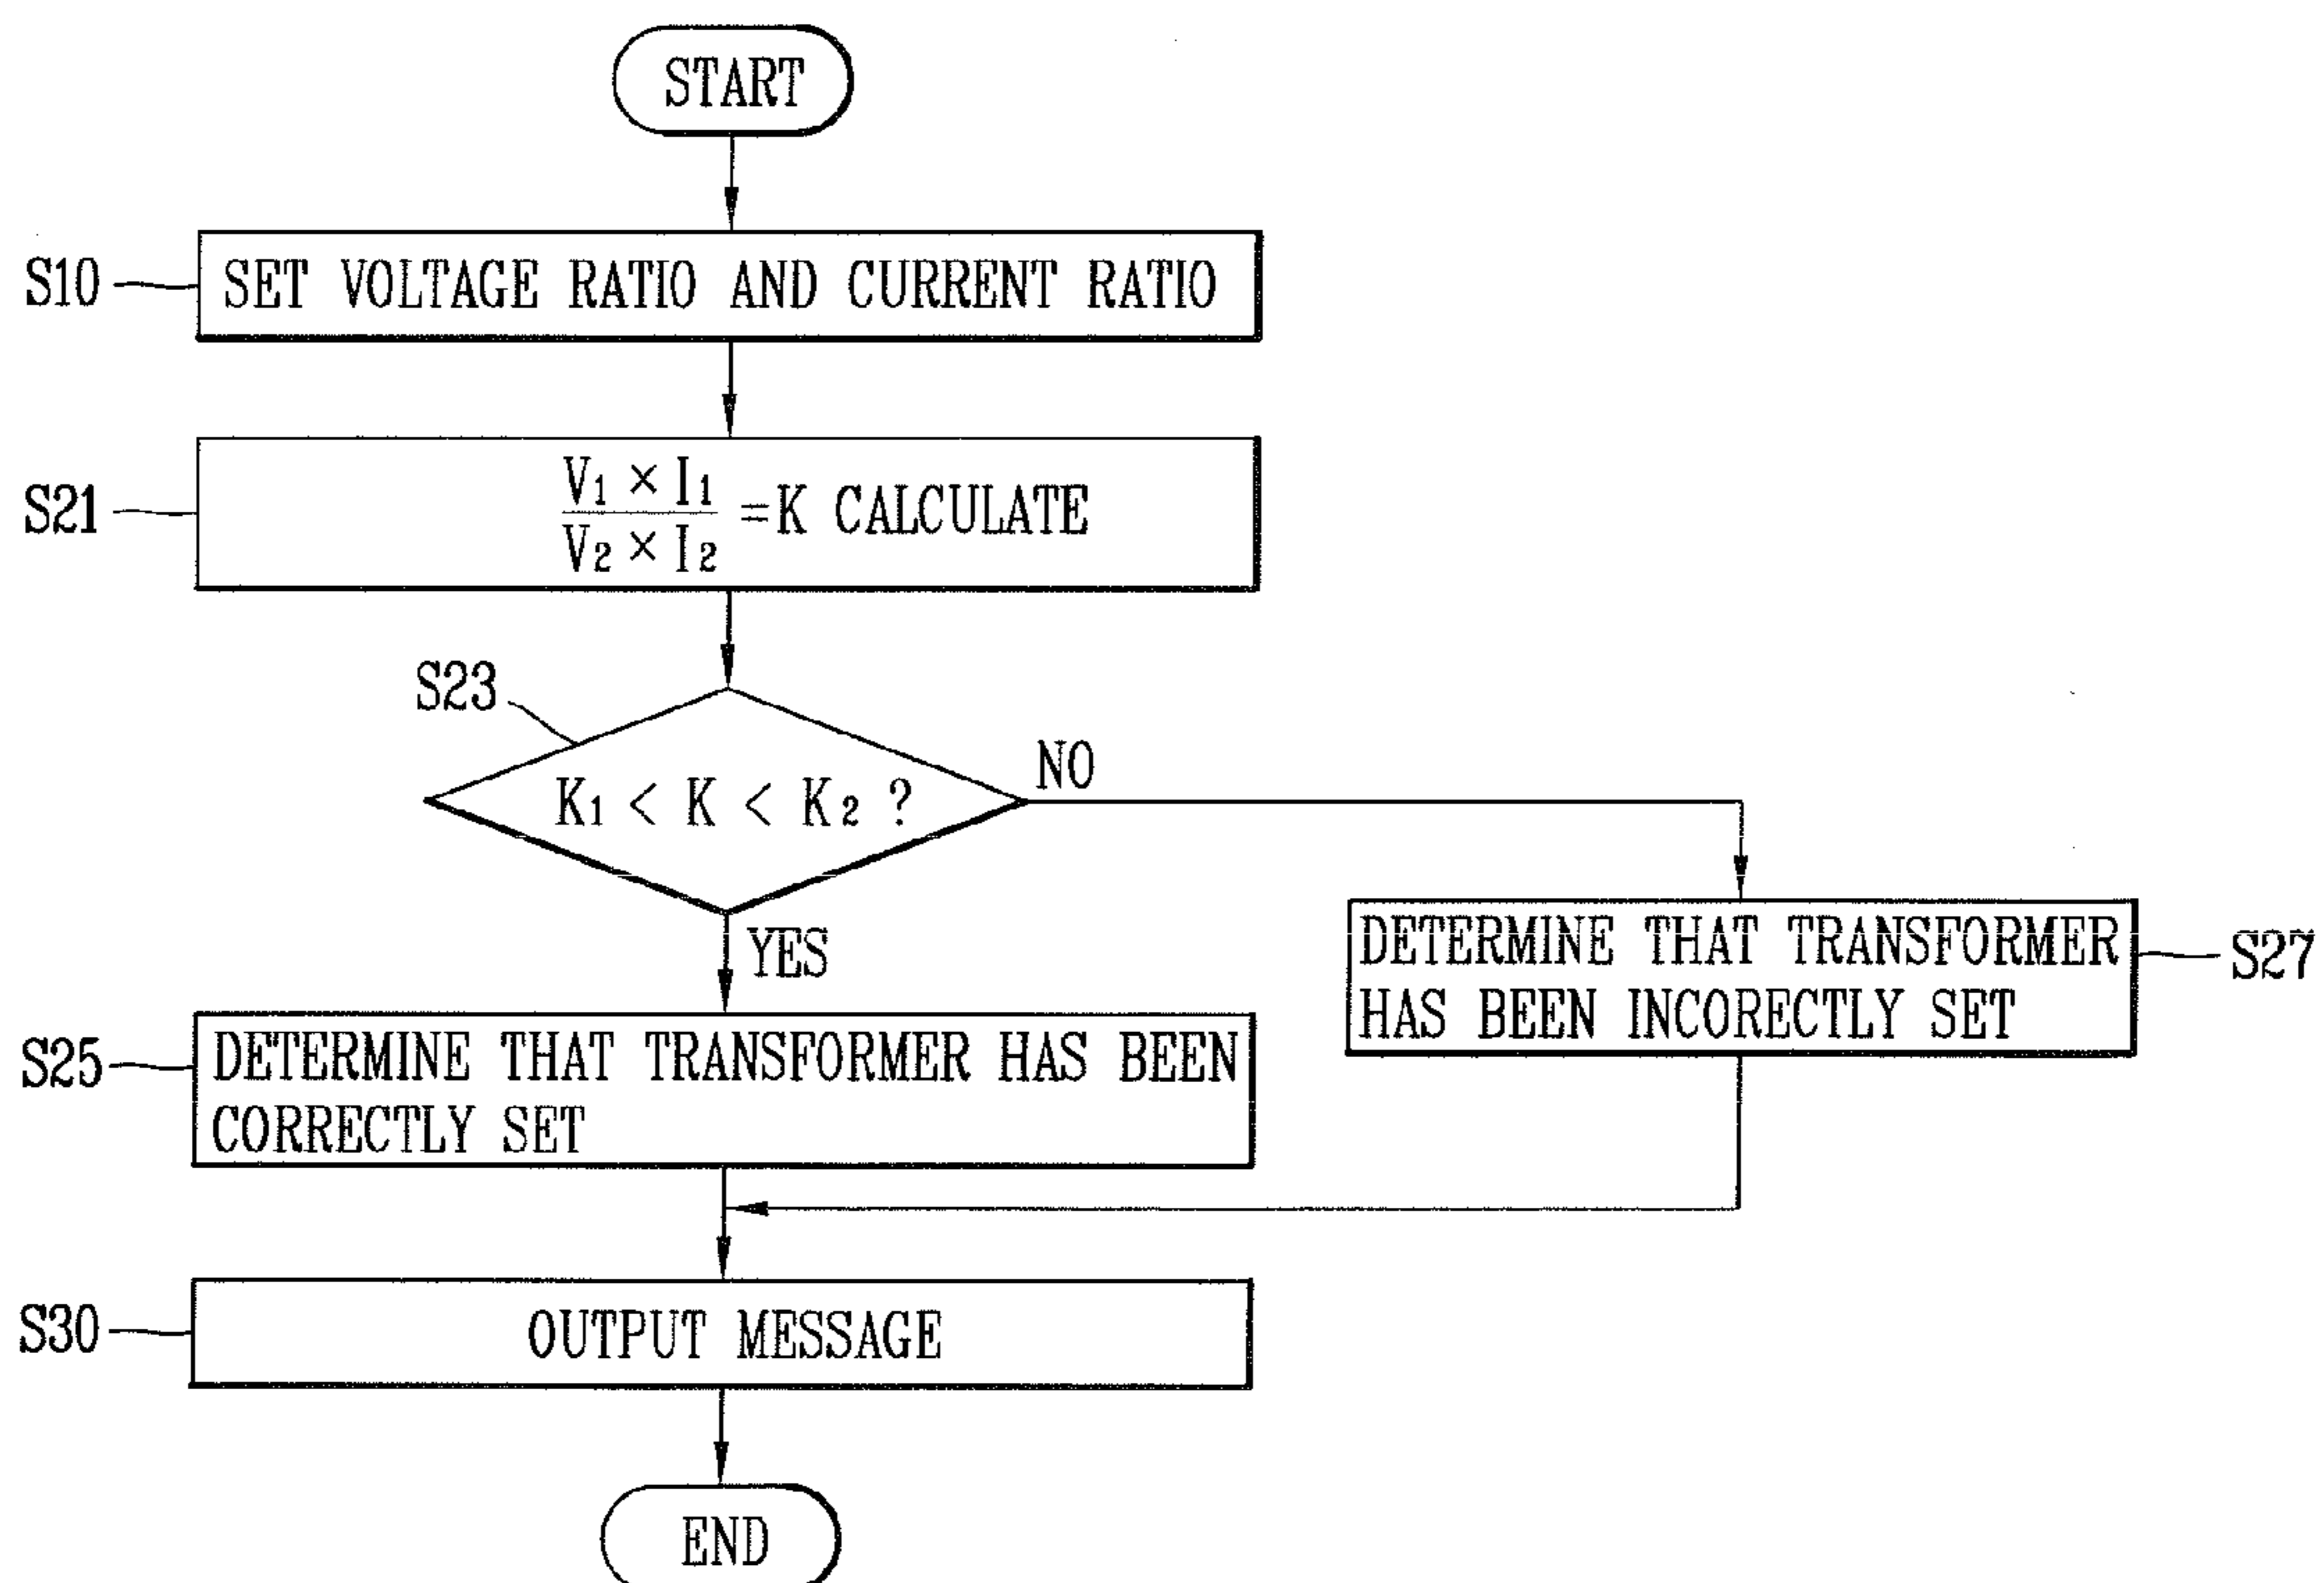 START
S10
SET VOLTAGE RATIO AND CURRENT RATIO
S21
V1 × I1
V2 × I2
=K CALCULATE
S23
K1 < K < K2 ?
NO
YES
DETERMINE THAT TRANSFORMER
HAS BEEN INCORECTLY SET
S27
S25
DETERMINE THAT TRANSFORMER HAS BEEN
CORRECTLY SET
S30
OUTPUT MESSAGE
END